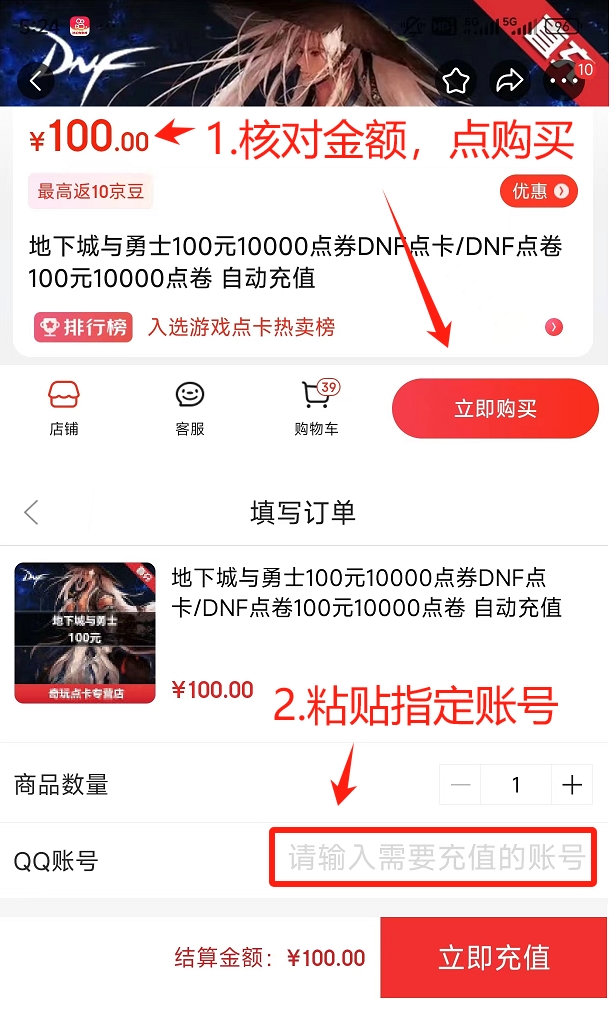 5:24
5G 5G 96
DNF
直充
10
¥100.00
1.核对金额，点购买
最高返10京豆
优惠
地下城与勇士100元10000点券DNF点卡/DNF点卷
100元10000点卷 自动充值
排行榜
入选游戏点卡热卖榜
39
店铺
客服
购物车
立即购买
填写订单
DNF
直充
地下城与勇士
100元
奇玩点卡专营店
地下城与勇士100元10000点券DNF点
卡/DNF点卷100元10000点卷 自动充值
¥100.00
2.粘贴指定账号
商品数量
1
QQ账号
请输入需要充值的账号
结算金额：¥100.00
立即充值